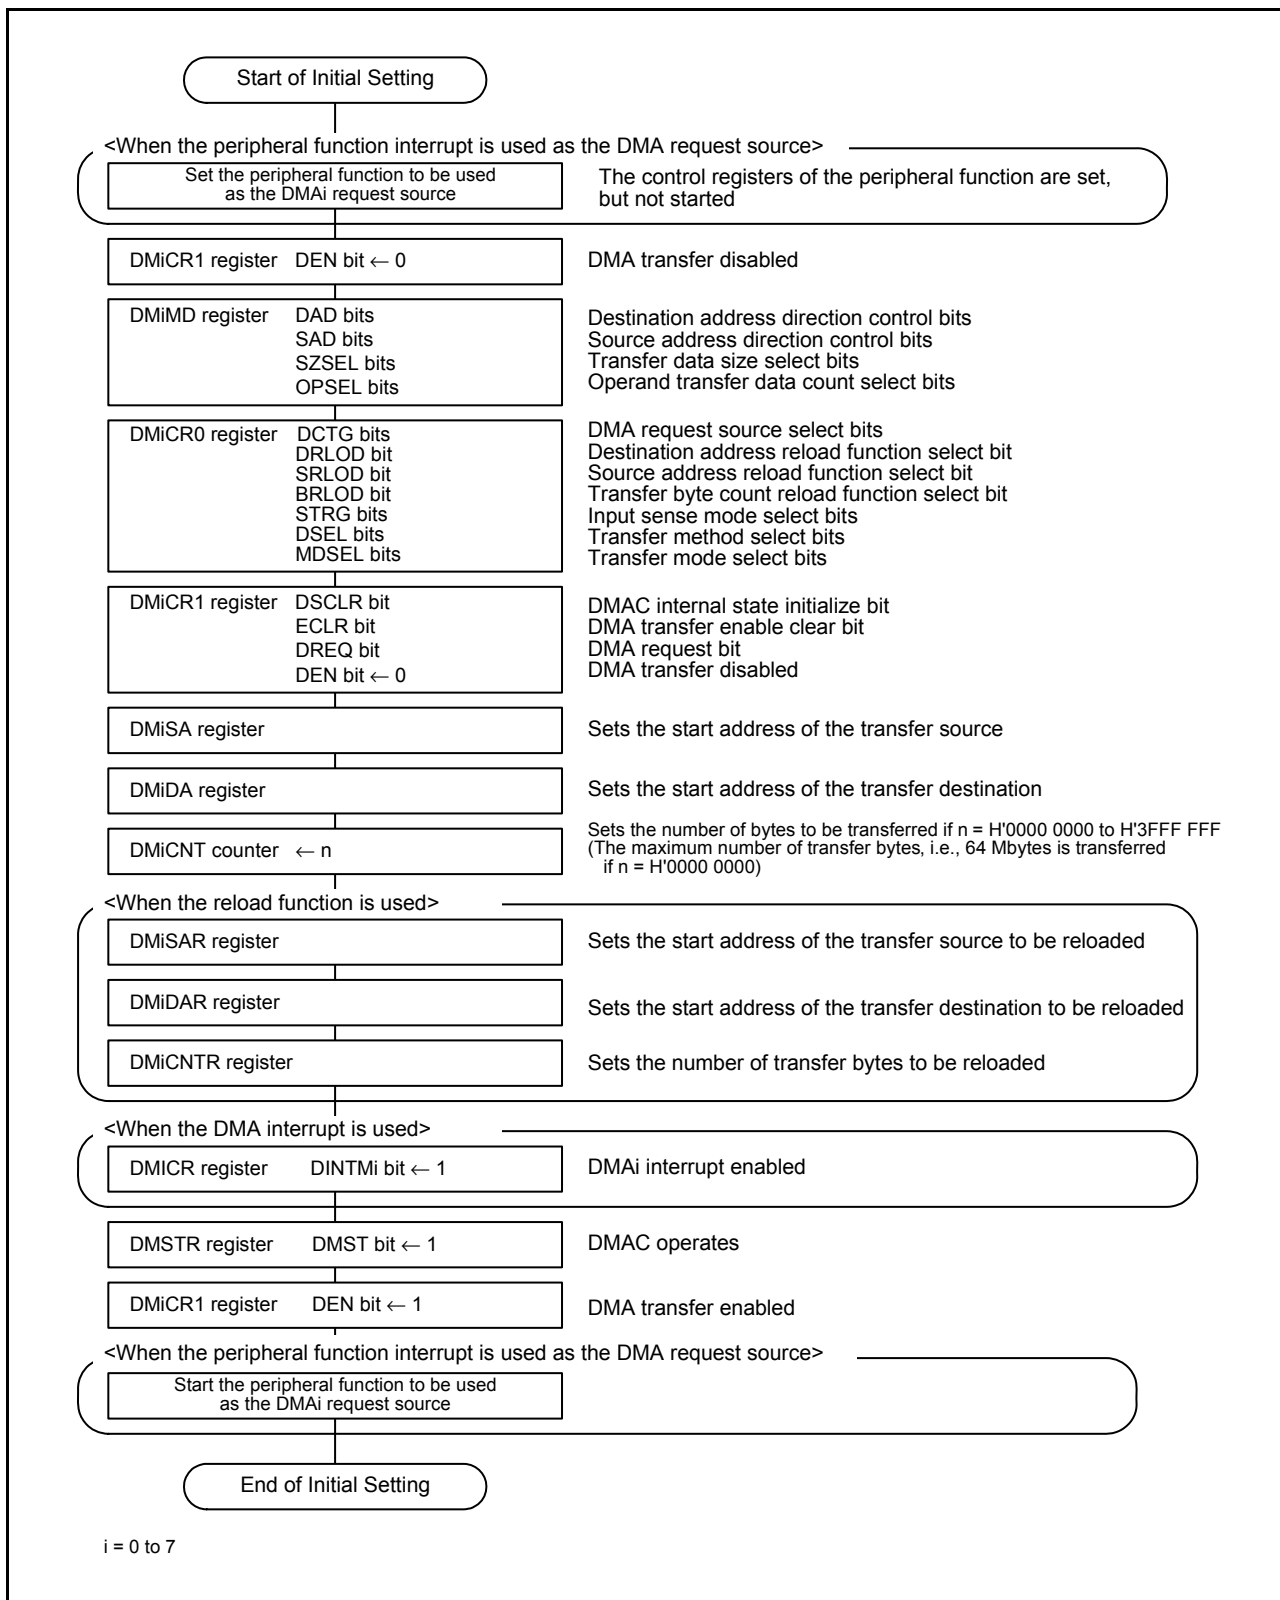 Start of Initial Setting
<When the peripheral function interrupt is used as the DMA request source>
Set the peripheral function to be used
as the DMAi request source
The control registers of the peripheral function are set,
but not started
DMiCR1 register DEN bit ← 0 DMA transfer disabled
DMiMD register DAD bits Destination address direction control bits
SAD bits Source address direction control bits
SZSEL bits Transfer data size select bits
OPSEL bits Operand transfer data count select bits
DMiCR0 register DCTG bits DMA request source select bits
DRLOD bit Destination address reload function select bit
SRLOD bit Source address reload function select bit
BRLOD bit Transfer byte count reload function select bit
STRG bits Input sense mode select bits
DSEL bits Transfer method select bits
MDSEL bits Transfer mode select bits
DMiCR1 register DSCLR bit DMAC internal state initialize bit
ECLR bit DMA transfer enable clear bit
DREQ bit DMA request bit
DEN bit ← 0 DMA transfer disabled
DMiSA register Sets the start address of the transfer source
DMiDA register Sets the start address of the transfer destination
DMiCNT counter ← n
Sets the number of bytes to be transferred if n = H'0000 0000 to H'3FFF FFF
(The maximum number of transfer bytes, i.e., 64 Mbytes is transferred
if n = H'0000 0000)
<When the reload function is used>
DMiSAR register Sets the start address of the transfer source to be reloaded
DMiDAR register Sets the start address of the transfer destination to be reloaded
DMiCNTR register Sets the number of transfer bytes to be reloaded
<When the DMA interrupt is used>
DMICR register DINTMi bit ← 1 DMAi interrupt enabled
DMSTR register DMST bit ← 1 DMAC operates
DMiCR1 register DEN bit ← 1 DMA transfer enabled
<When the peripheral function interrupt is used as the DMA request source>
Start the peripheral function to be used
as the DMAi request source
End of Initial Setting
i = 0 to 7